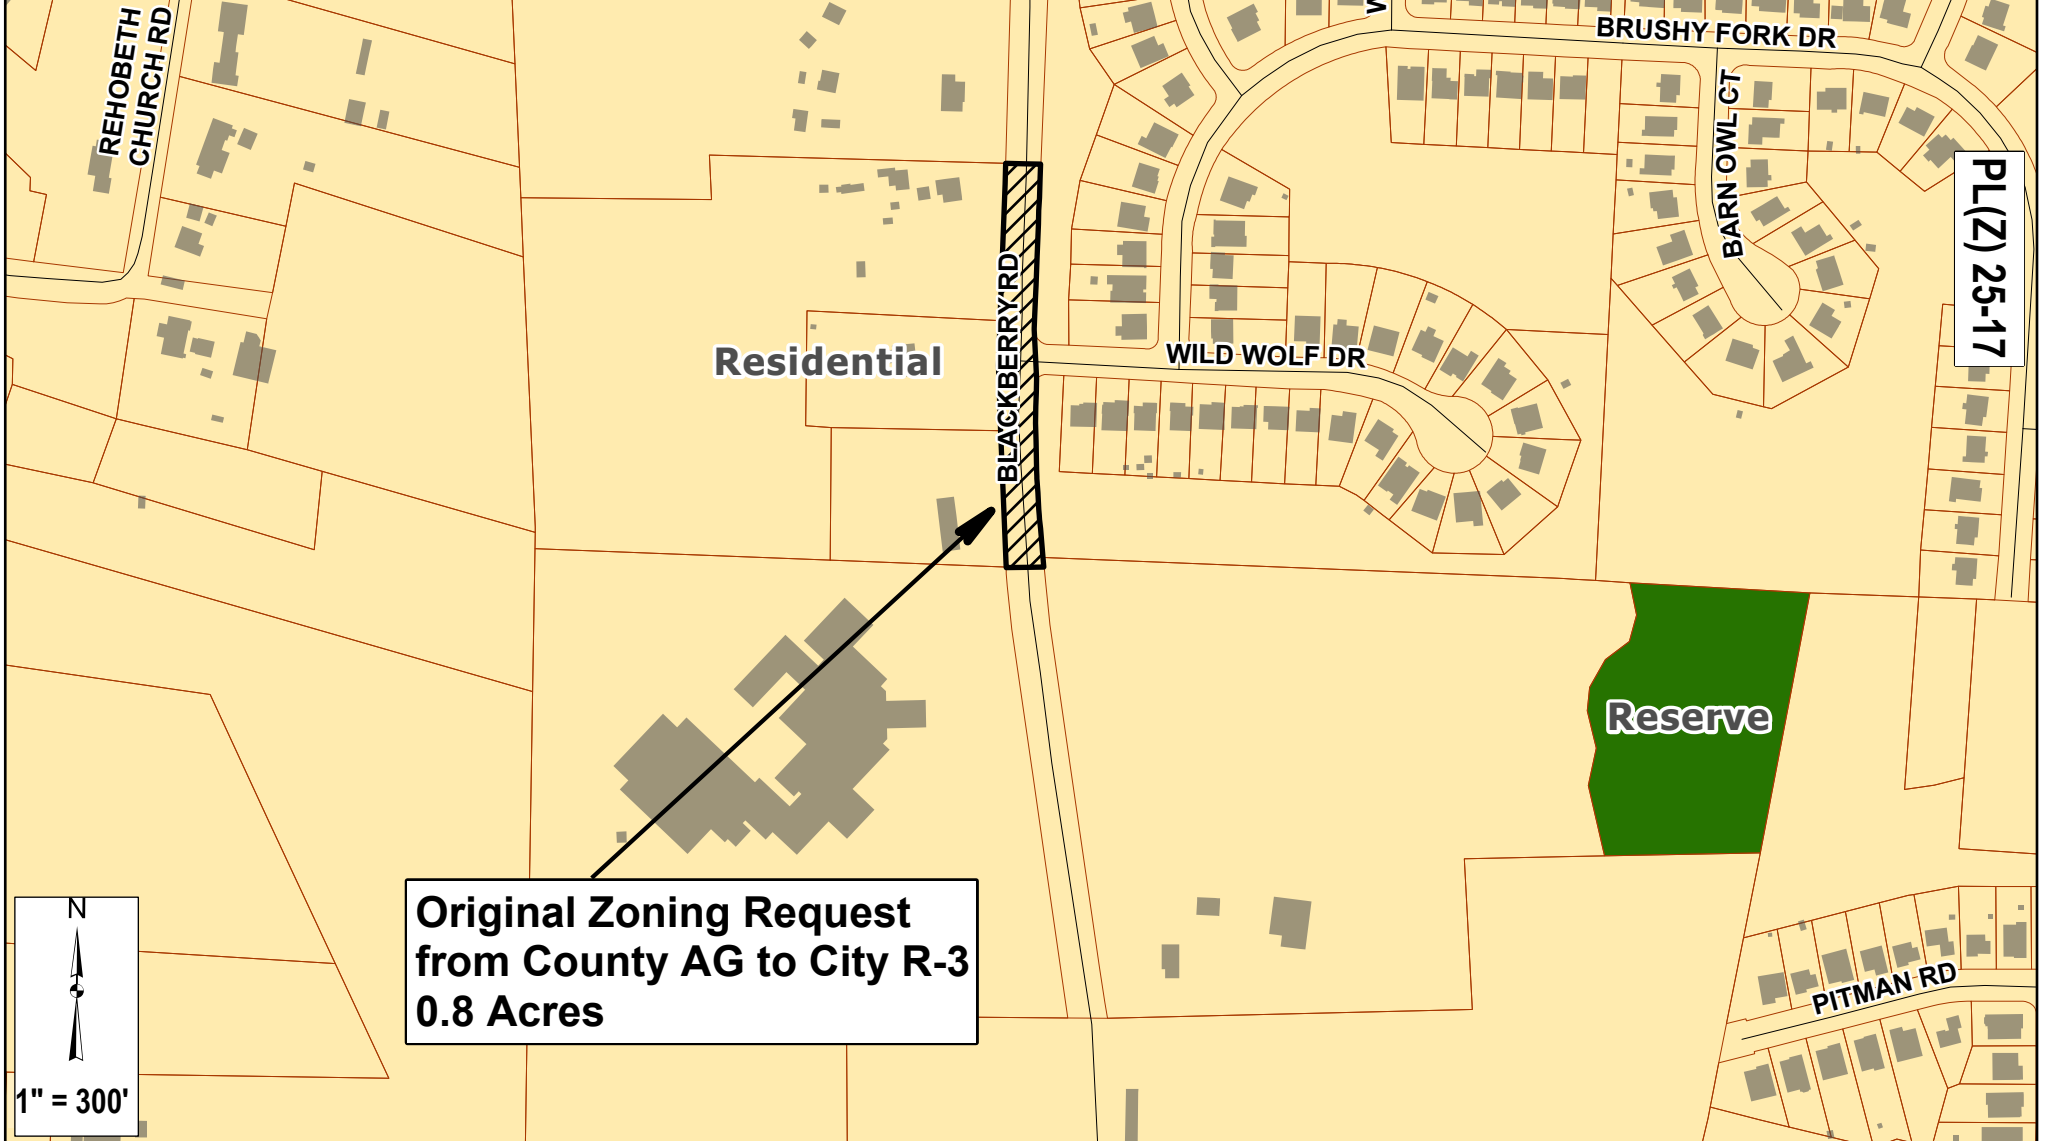 REHOBETH
CHURCH RD
W
BRUSHY FORK DR
BARN OWL CT
PL(Z) 25-17
BLACKBERRY RD
Residential
WILD WOLF DR
Reserve
Original Zoning Request
from County AG to City R-3
0.8 Acres
PITMAN RD
N
1" = 300'